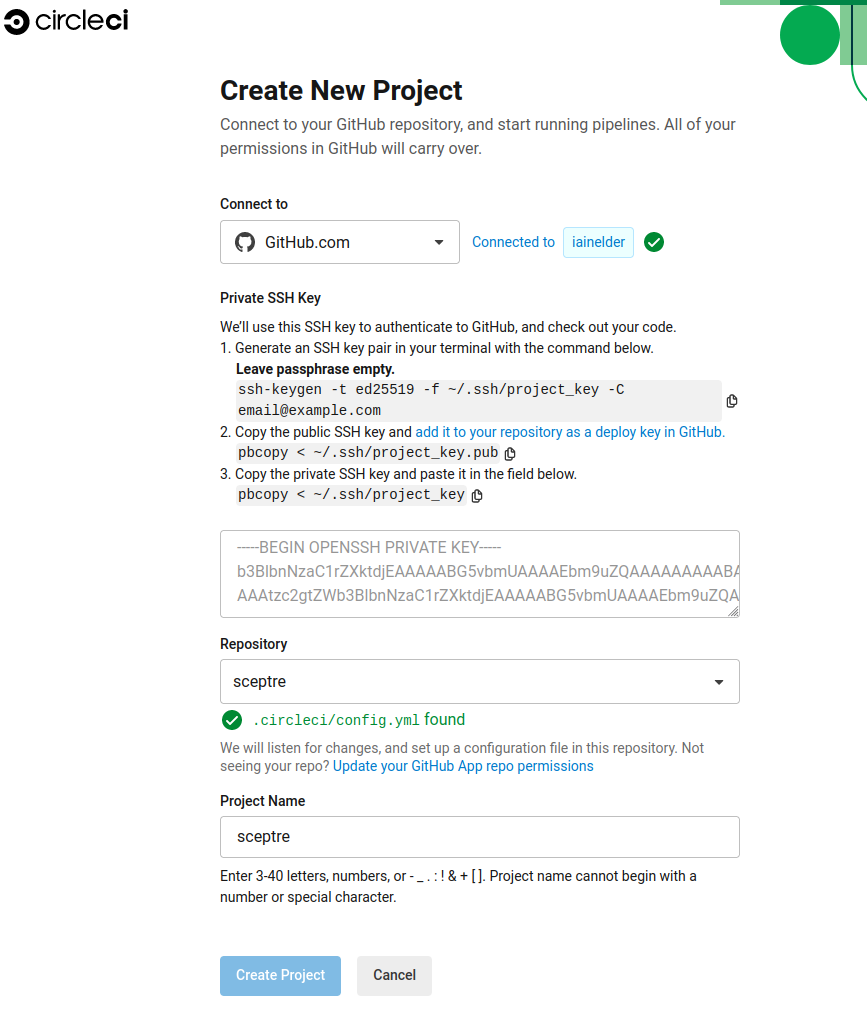 circleci
Create New Project
Connect to your GitHub repository, and start running pipelines. All of your
permissions in GitHub will carry over.
Connect to
GitHub.com
Connected to iainelder
Private SSH Key
We'll use this SSH key to authenticate to GitHub, and check out your code.
1. Generate an SSH key pair in your terminal with the command below.
Leave passphrase empty.
ssh-keygen -t ed25519 -f ~/.ssh/project_key -C
email@example.com
2. Copy the public SSH key and add it to your repository as a deploy key in GitHub.
pbcopy < ~/.ssh/project_key.pub
3. Copy the private SSH key and paste it in the field below.
pbcopy < ~/.ssh/project_key
-----BEGIN OPENSSH PRIVATE KEY-----
b3BlbnNzaC1rZXktdjEAAAAABG5vbmUAAAAEbm9uZQAAAAAAAAABA
AAAtzc2gtZWb3BlbnNzaC1rZXktdjEAAAAABG5vbmUAAAAEbm9uZQA
Repository
sceptre
.circleci/config.yml found
We will listen for changes, and set up a configuration file in this repository. Not
seeing your repo? Update your GitHub App repo permissions
Project Name
sceptre
Enter 3-40 letters, numbers, or - _ . : ! & + [ ]. Project name cannot begin with a
number or special character.
Create Project
Cancel